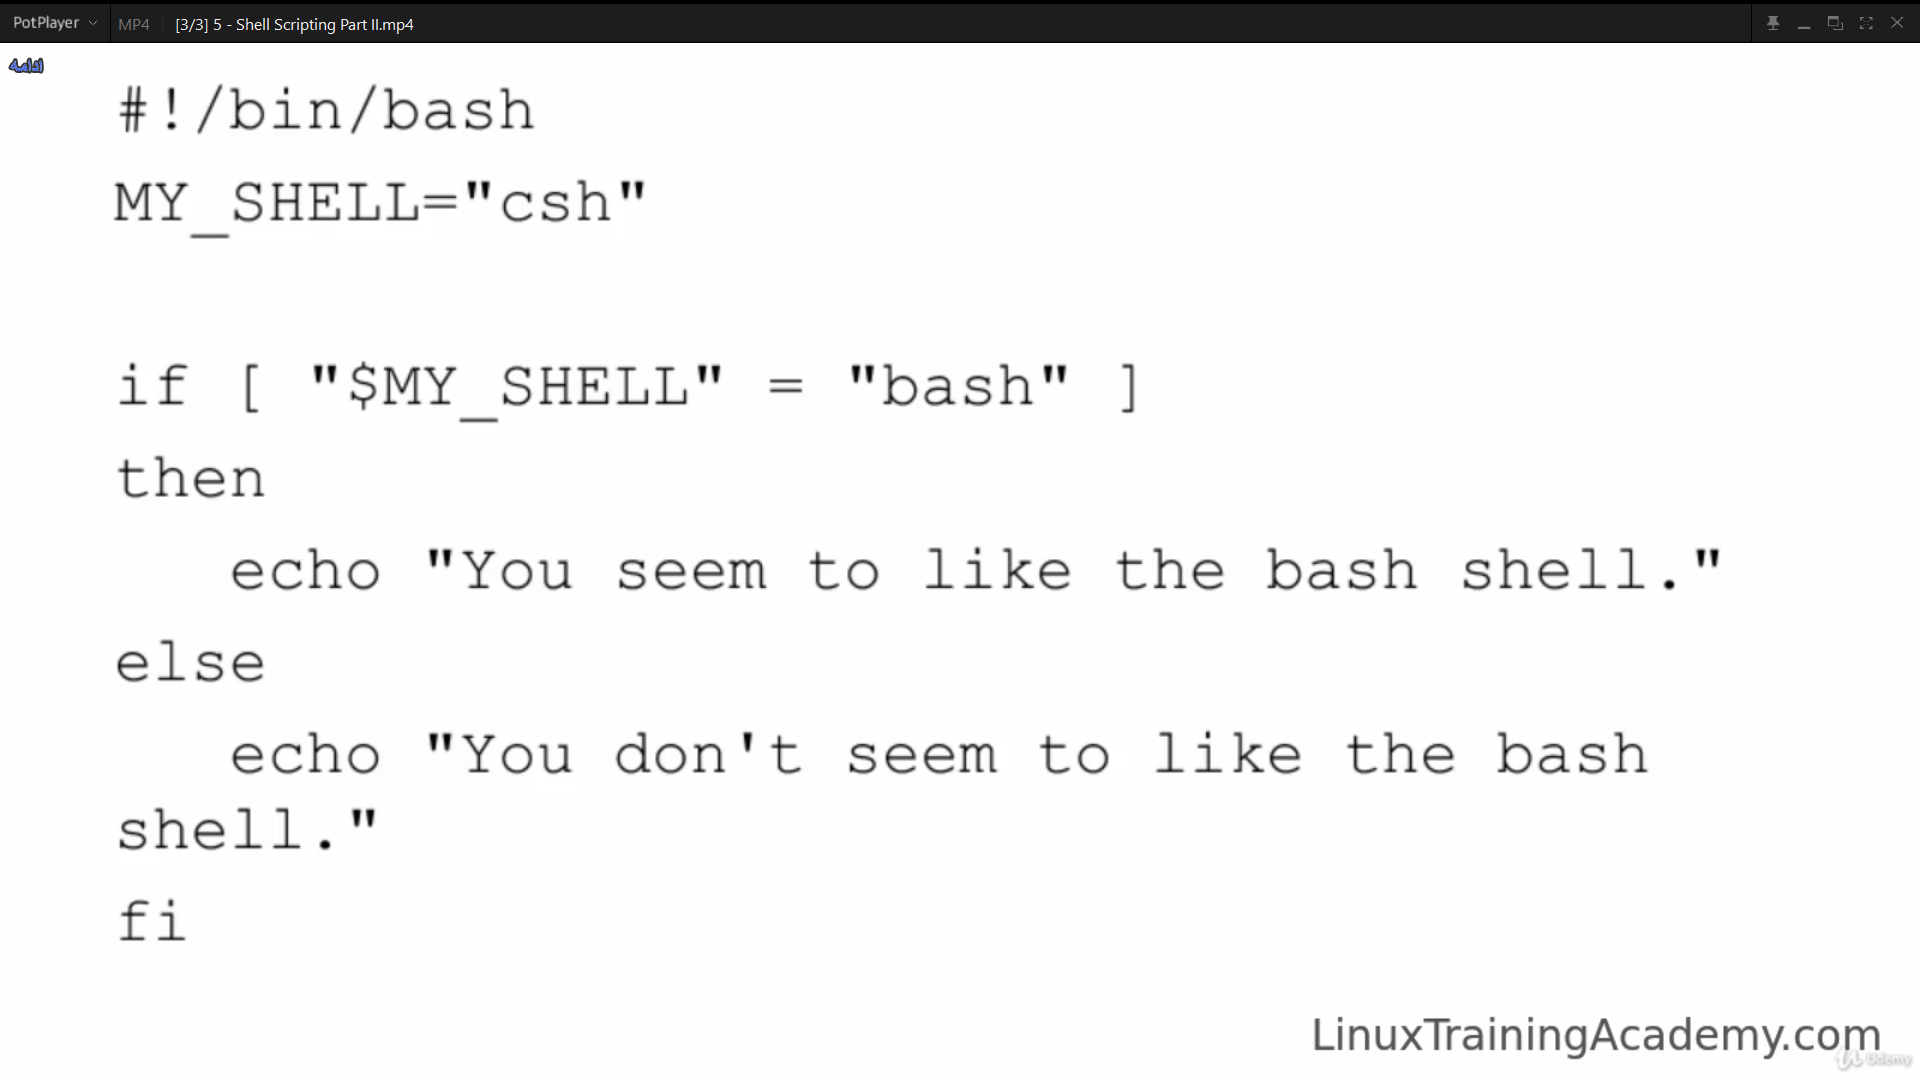 PotPlayer MP4 [3/3] 5 - Shell Scripting Part II.mp4
ادامه
#!/bin/bash
MY_SHELL="csh"
if [ "$MY_SHELL" = "bash" ]
then
echo "You seem to like the bash shell."
else
echo "You don't seem to like the bash
shell."
fi
LinuxTrainingAcademy.com
Udemy